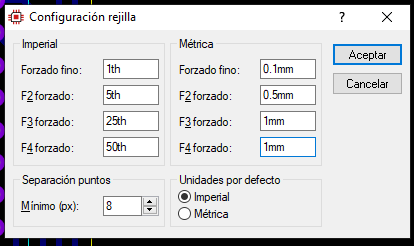 Configuración rejilla
?
Imperial
Forzado fino: 1th
F2 forzado: 5th
F3 forzado: 25th
F4 forzado: 50th
Métrica
Forzado fino: 0.1mm
F2 forzado: 0.5mm
F3 forzado: 1mm
F4 forzado: 1mm
Aceptar
Cancelar
Separación puntos
Mínimo (px): 8
Unidades por defecto
Imperial
Métrica